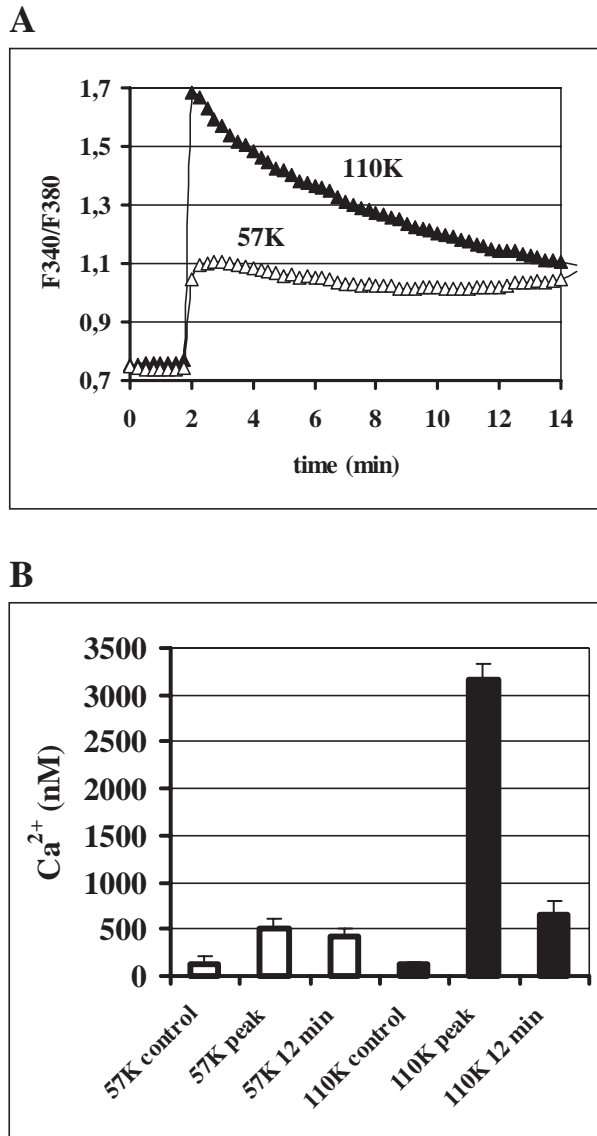 A
F340/F380
1,7
1,5
1,3
1,1
0,9
0,7
110K
57K
0 2 4 6 8 10 12 14
time (min)
B
Ca2+ (nM)
3500
3000
2500
2000
1500
1000
500
0
57K control
57K peak
57K 12 min
110K control
110K peak
110K 12 min